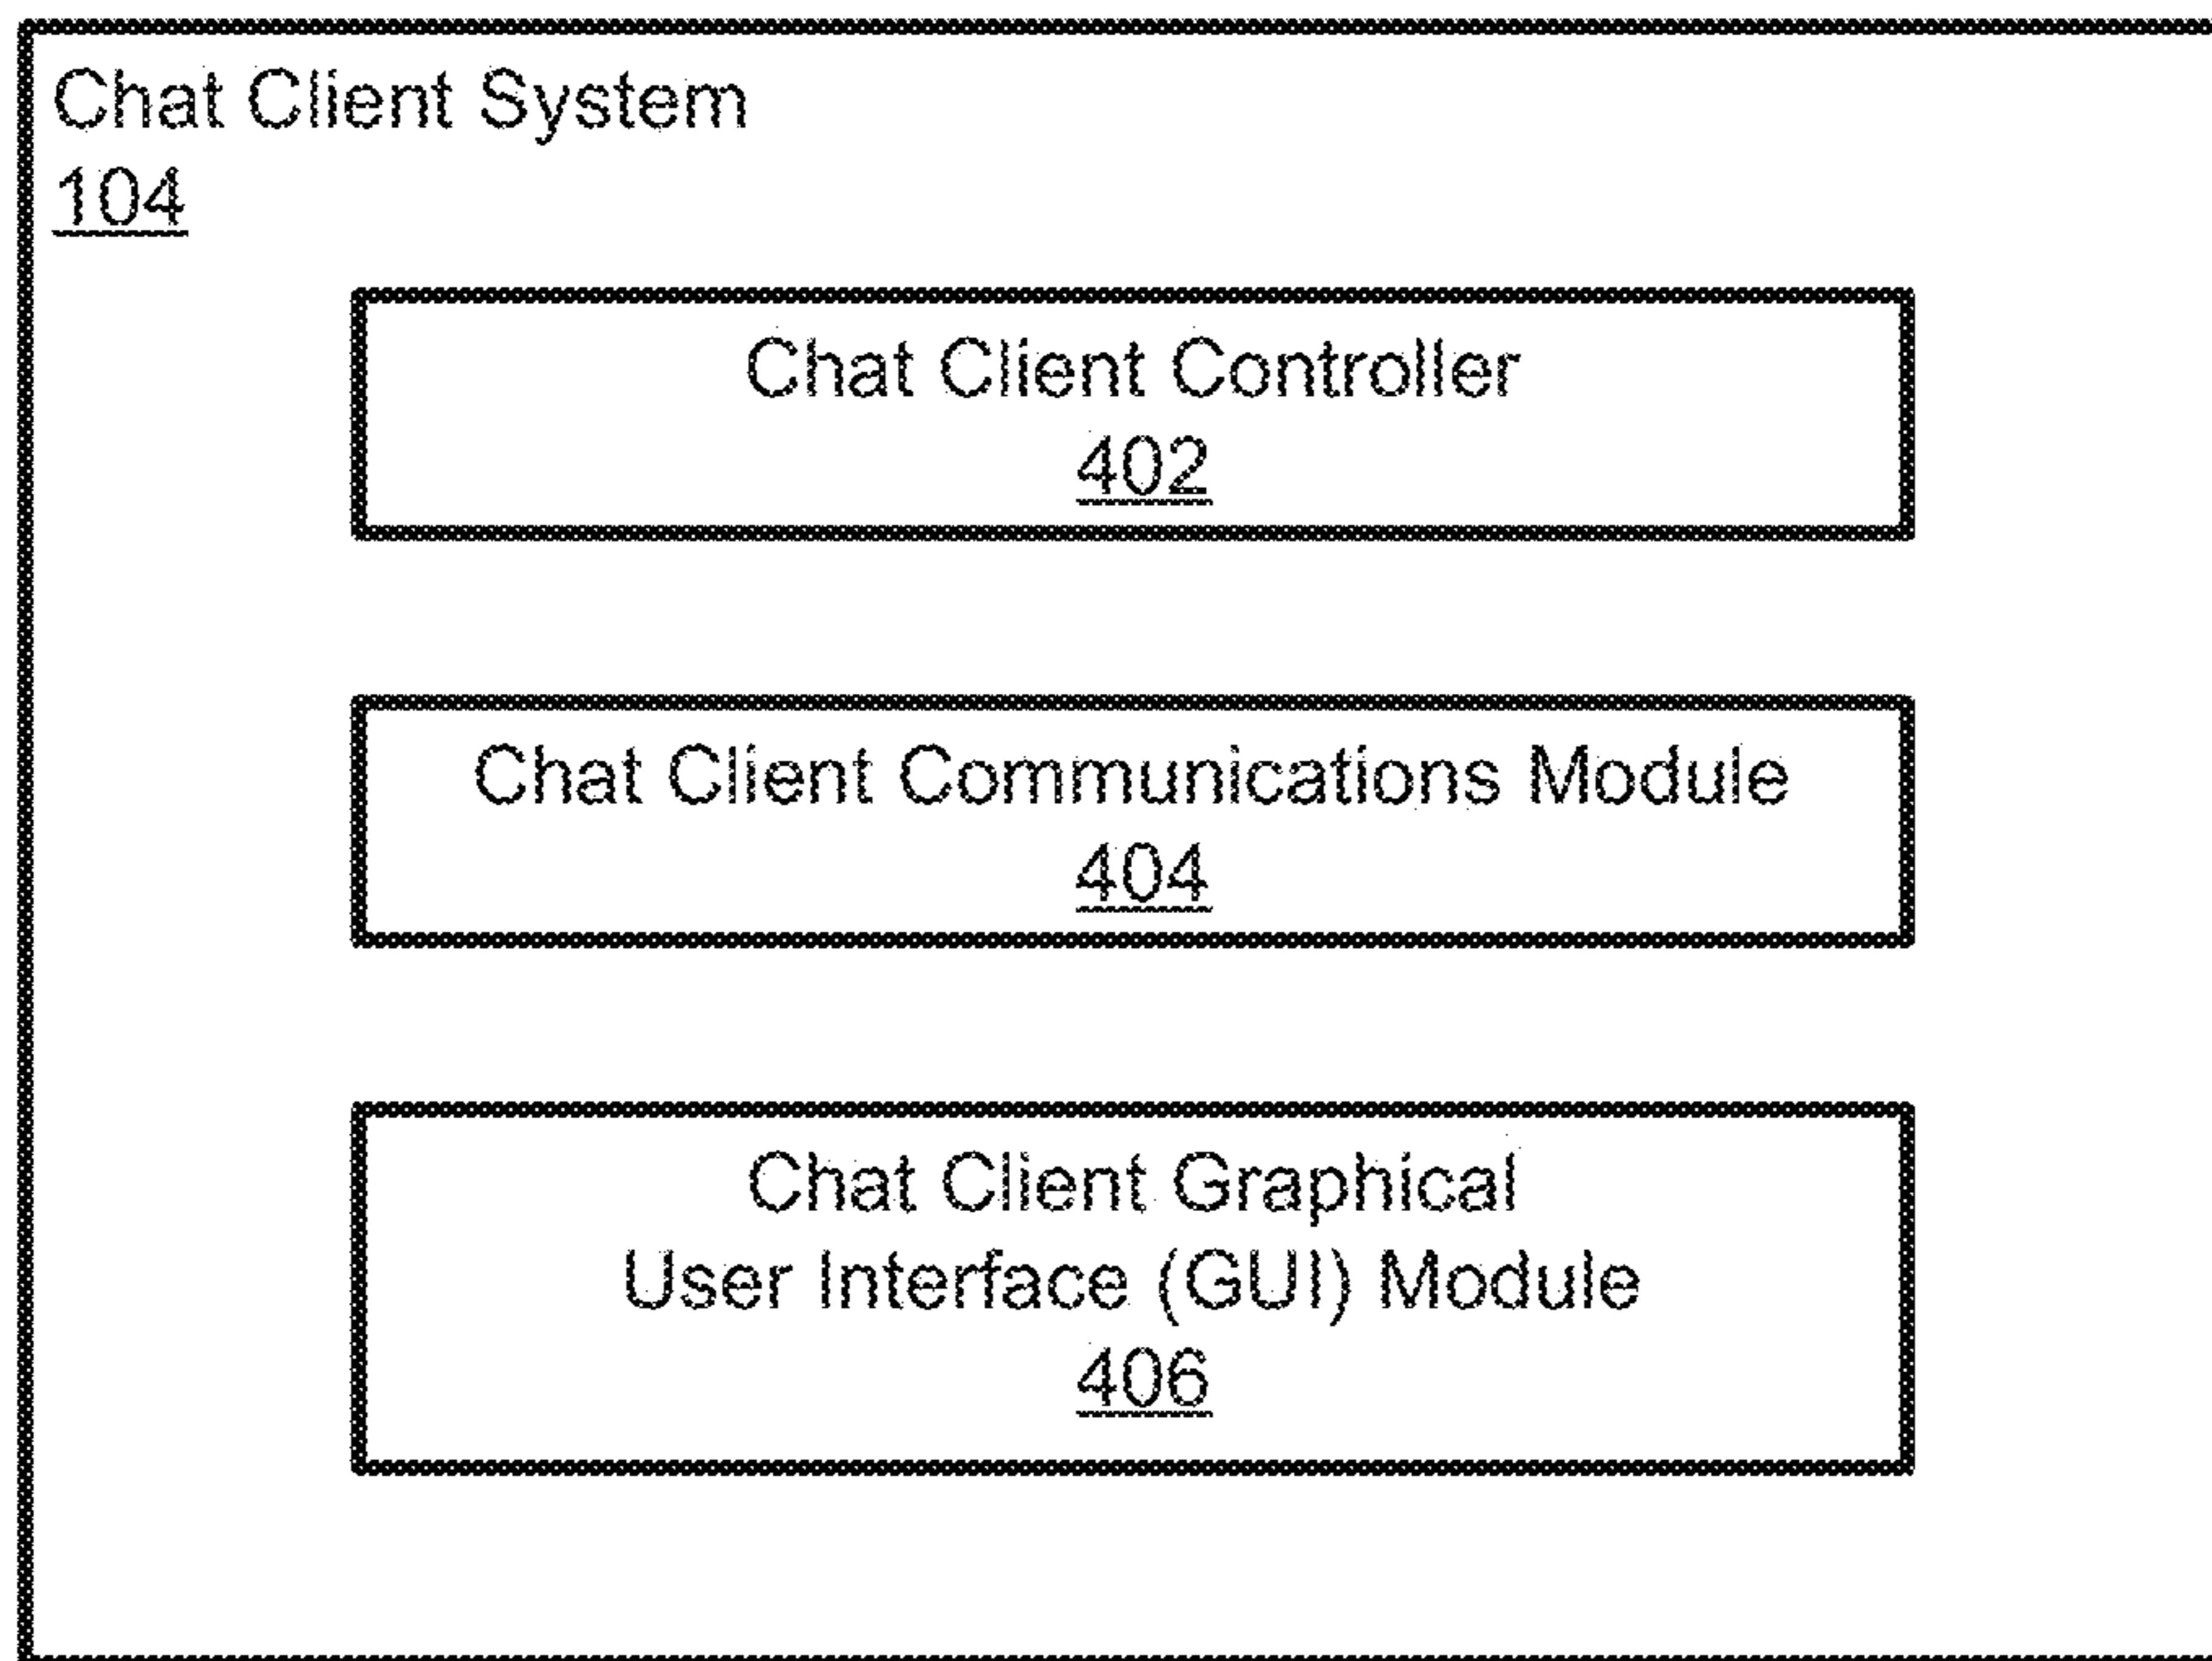 Chat Client System
104
Chat Client Controller
402
Chat Client Communications Module
404
Chat Client Graphical
User Interface (GUI) Module
406